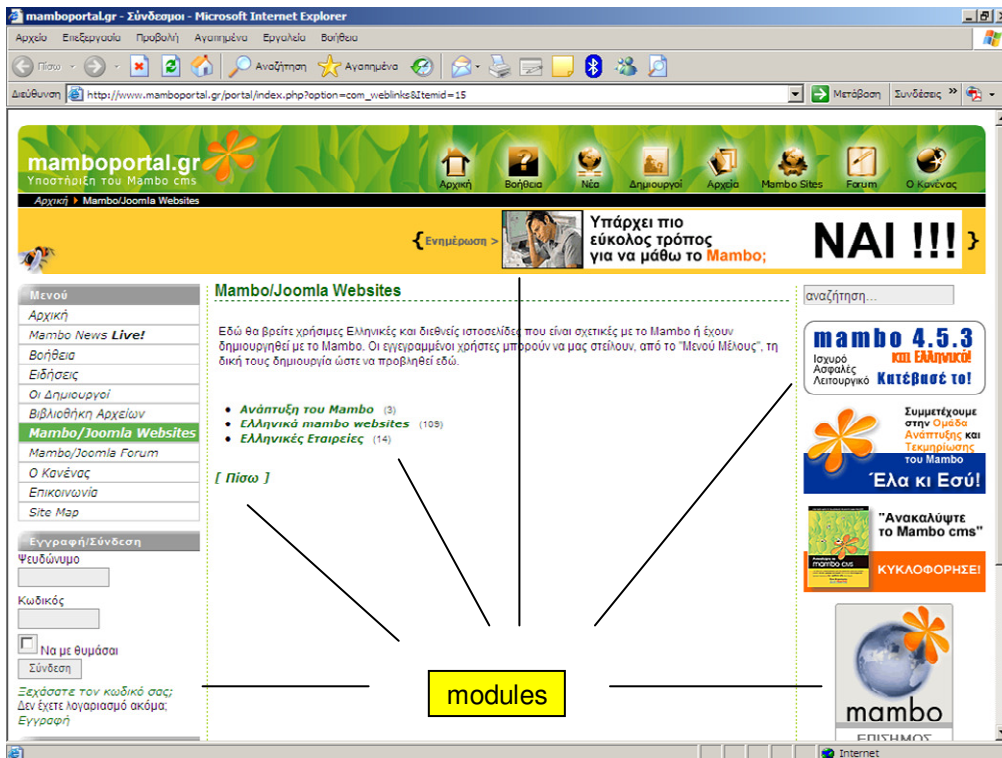 mamboportal.gr - Σύνδεσμοι - Microsoft Internet Explorer
Αρχείο Επεξεργασία Προβολή Αγαπημένα Εργαλεία Βοήθεια
Πίσω Αναζήτηση Αγαπημένα
Διεύθυνση http://www.mamboportal.gr/portal/index.php?option=com_weblinks&Itemid=15 Μετάβαση Συνδέσεις »
mamboportal.gr
Υποστήριξη του Mambo cms
Αρχική Βοήθεια Νέα Δημιουργοί Αρχεία Mambo Sites Forum Ο Κανένας
Αρχική Mambo/Joomla Websites
{ Ενημέρωση >
Υπάρχει πιο
εύκολος τρόπος
για να μάθω το Mambo;
ΝΑΙ !!! }
Μενού
Αρχική
Mambo News Live!
Βοήθεια
Ειδήσεις
Οι Δημιουργοί
Βιβλιοθήκη Αρχείων
Mambo/Joomla Websites
Mambo/Joomla Forum
Ο Κανένας
Επικοινωνία
Site Map
Εγγραφή/Σύνδεση
Ψευδώνυμο
Κωδικός
Να με θυμάσαι
Σύνδεση
Ξεχάσατε τον κωδικό σας;
Δεν έχετε λογαριασμό ακόμα;
Εγγραφή
Mambo/Joomla Websites
Εδώ θα βρείτε χρήσιμες Ελληνικές και διεθνείς ιστοσελίδες που είναι σχετικές με το Mambo ή έχουν
δημιουργηθεί με το Mambo. Οι εγγεγραμμένοι χρήστες μπορούν να μας στείλουν, από το "Μενού Μέλους", τη
δική τους δημιουργία ώστε να προβληθεί εδώ.
• Ανάπτυξη του Mambo (3)
• Ελληνικά mambo websites (109)
• Ελληνικές Εταιρείες (14)
[ Πίσω ]
modules
αναζήτηση...
mambo 4.5.3
Ισχυρό
και Ελληνικό!
Ασφαλές
Λειτουργικό Κατέβασέ το!
Συμμετέχουμε
στην Ομάδα
Ανάπτυξης και
Τεκμηρίωσης
του Mambo
Έλα κι Εσύ!
"Ανακαλύψτε
το Mambo cms"
mambo cms
ΚΥΚΛΟΦΟΡΗΣΕ!
mambo
ΕΠΙΣΗΜΟΣ
Internet